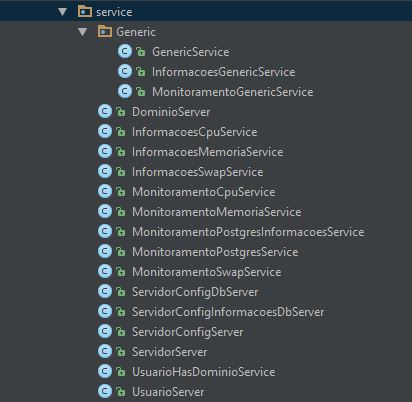 service
Generic
GenericService
InformacoesGenericService
MonitoramentoGenericService
DominioServer
InformacoesCpuService
InformacoesMemoriaService
InformacoesSwapService
MonitoramentoCpuService
MonitoramentoMemoriaService
MonitoramentoPostgresInformacoesService
MonitoramentoPostgresService
MonitoramentoSwapService
ServidorConfigDbServer
ServidorConfigInformacoesDbServer
ServidorConfigServer
ServidorServer
UsuarioHasDominioService
UsuarioServer